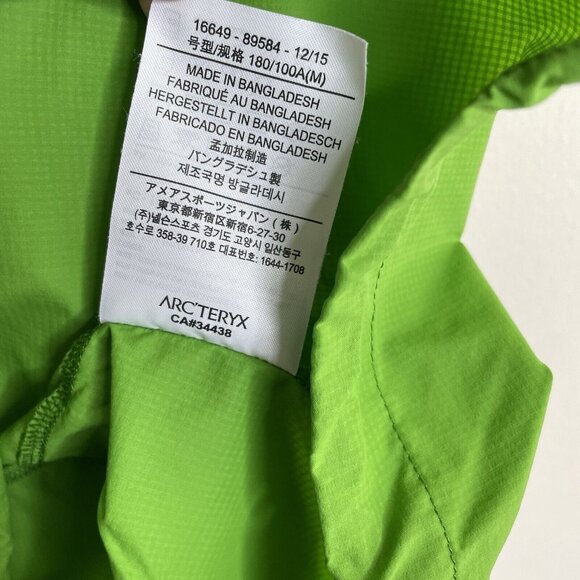 16649 - 89584 - 12/15
号型/规格 180/100A(M)
MADE IN BANGLADESH
FABRIQUÉ AU BANGLADESH
HERGESTELLT IN BANGLADESCH
FABRICADO EN BANGLADESH
孟加拉制造
バングラデシュ製
제조국명 방글라데시
アメアスポーツジャパン(株)
東京都新宿区新宿6-27-30
(주)넬슨스포츠 경기도 고양시 일산동구
호수로 358-39 710호 대표번호: 1644-1708
ARC'TERYX
CA#34438